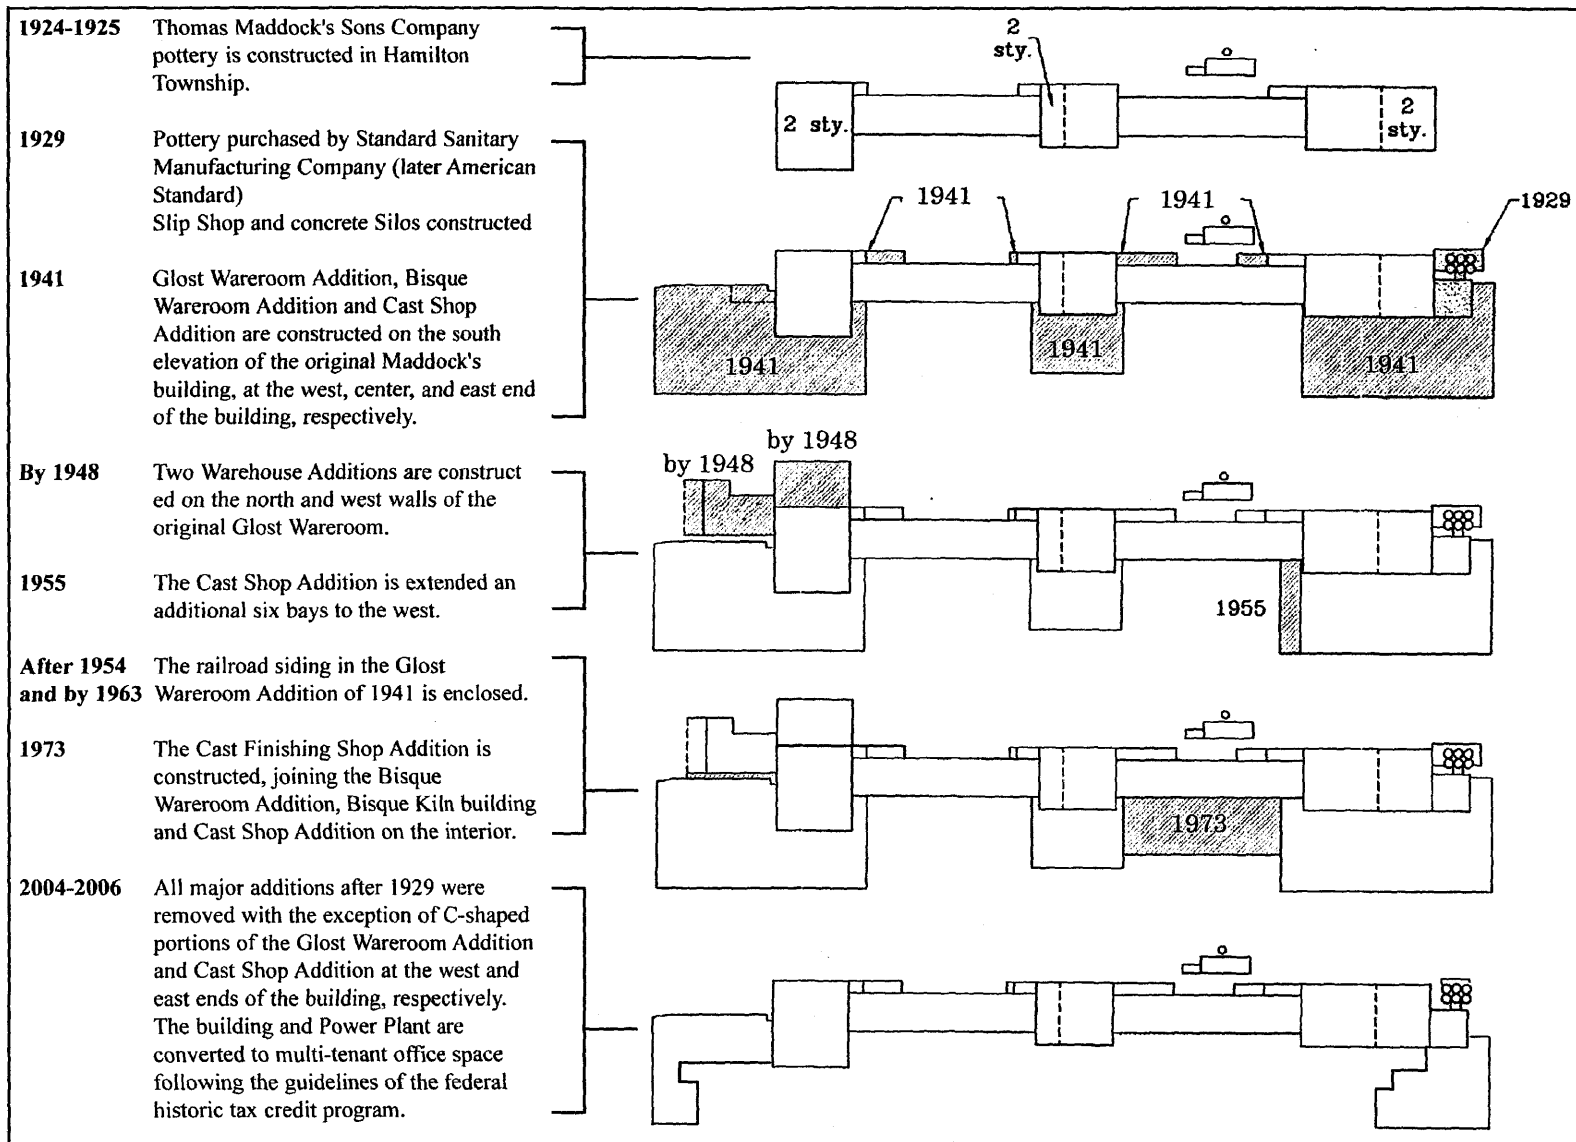 1924-1925 Thomas Maddock's Sons Company
pottery is constructed in Hamilton
Township.
2
sty.
2 sty.
2
sty.
1929 Pottery purchased by Standard Sanitary
Manufacturing Company (later American
Standard)
Slip Shop and concrete Silos constructed
1941 Glost Wareroom Addition, Bisque
Wareroom Addition and Cast Shop
Addition are constructed on the south
elevation of the original Maddock's
building, at the west, center, and east end
of the building, respectively.
1941
1941
1929
1941
1941
1941
By 1948 Two Warehouse Additions are construct
ed on the north and west walls of the
original Glost Wareroom.
1955 The Cast Shop Addition is extended an
additional six bays to the west.
by 1948
by 1948
1955
After 1954 The railroad siding in the Glost
and by 1963 Wareroom Addition of 1941 is enclosed.
1973 The Cast Finishing Shop Addition is
constructed, joining the Bisque
Wareroom Addition, Bisque Kiln building
and Cast Shop Addition on the interior.
1973
2004-2006 All major additions after 1929 were
removed with the exception of C-shaped
portions of the Glost Wareroom Addition
and Cast Shop Addition at the west and
east ends of the building, respectively.
The building and Power Plant are
converted to multi-tenant office space
following the guidelines of the federal
historic tax credit program.